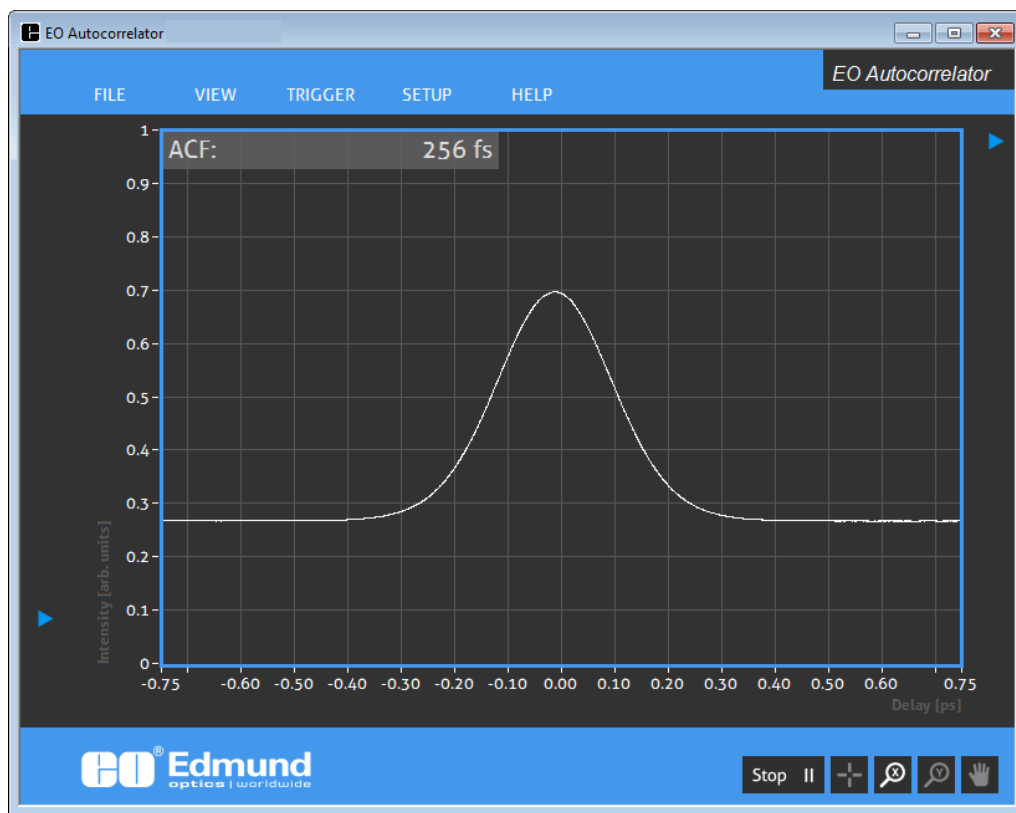 EO Autocorrelator
EO Autocorrelator
FILE VIEW TRIGGER SETUP HELP
ACF: 256 fs
1
0.9
0.8
0.7
0.6
0.5
0.4
0.3
0.2
0.1
0
Intensity [arb. units]
-0.75 -0.60 -0.50 -0.40 -0.30 -0.20 -0.10 0.00 0.10 0.20 0.30 0.40 0.50 0.60 0.75
Delay [ps]
EO® Edmund
optics | worldwide
Stop
X
Y